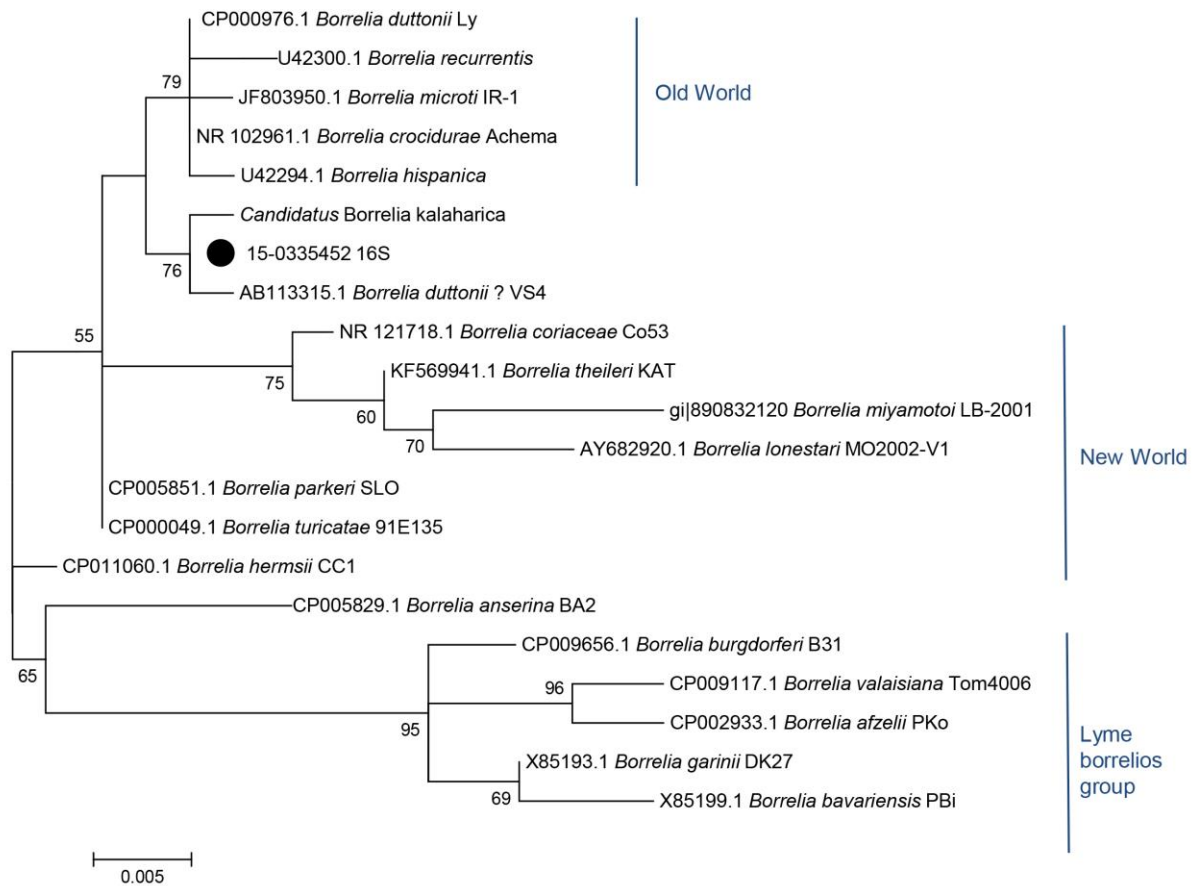 CP000976.1 Borrelia duttonii Ly
U42300.1 Borrelia recurrentis
79
JF803950.1 Borrelia microti IR-1
Old World
NR 102961.1 Borrelia crocidurae Achema
U42294.1 Borrelia hispanica
Candidatus Borrelia kalaharica
15-0335452 16S
76
AB113315.1 Borrelia duttonii ? VS4
55
NR 121718.1 Borrelia coriaceae Co53
75
KF569941.1 Borrelia theileri KAT
60
gi|890832120 Borrelia miyamotoi LB-2001
70
AY682920.1 Borrelia lonestari MO2002-V1
New World
CP005851.1 Borrelia parkeri SLO
CP000049.1 Borrelia turicatae 91E135
CP011060.1 Borrelia hermsii CC1
CP005829.1 Borrelia anserina BA2
65
CP009656.1 Borrelia burgdorferi B31
96
CP009117.1 Borrelia valaisiana Tom4006
95
CP002933.1 Borrelia afzelii PKo
Lyme
borrelios
group
X85193.1 Borrelia garinii DK27
69
X85199.1 Borrelia bavariensis PBi
0.005